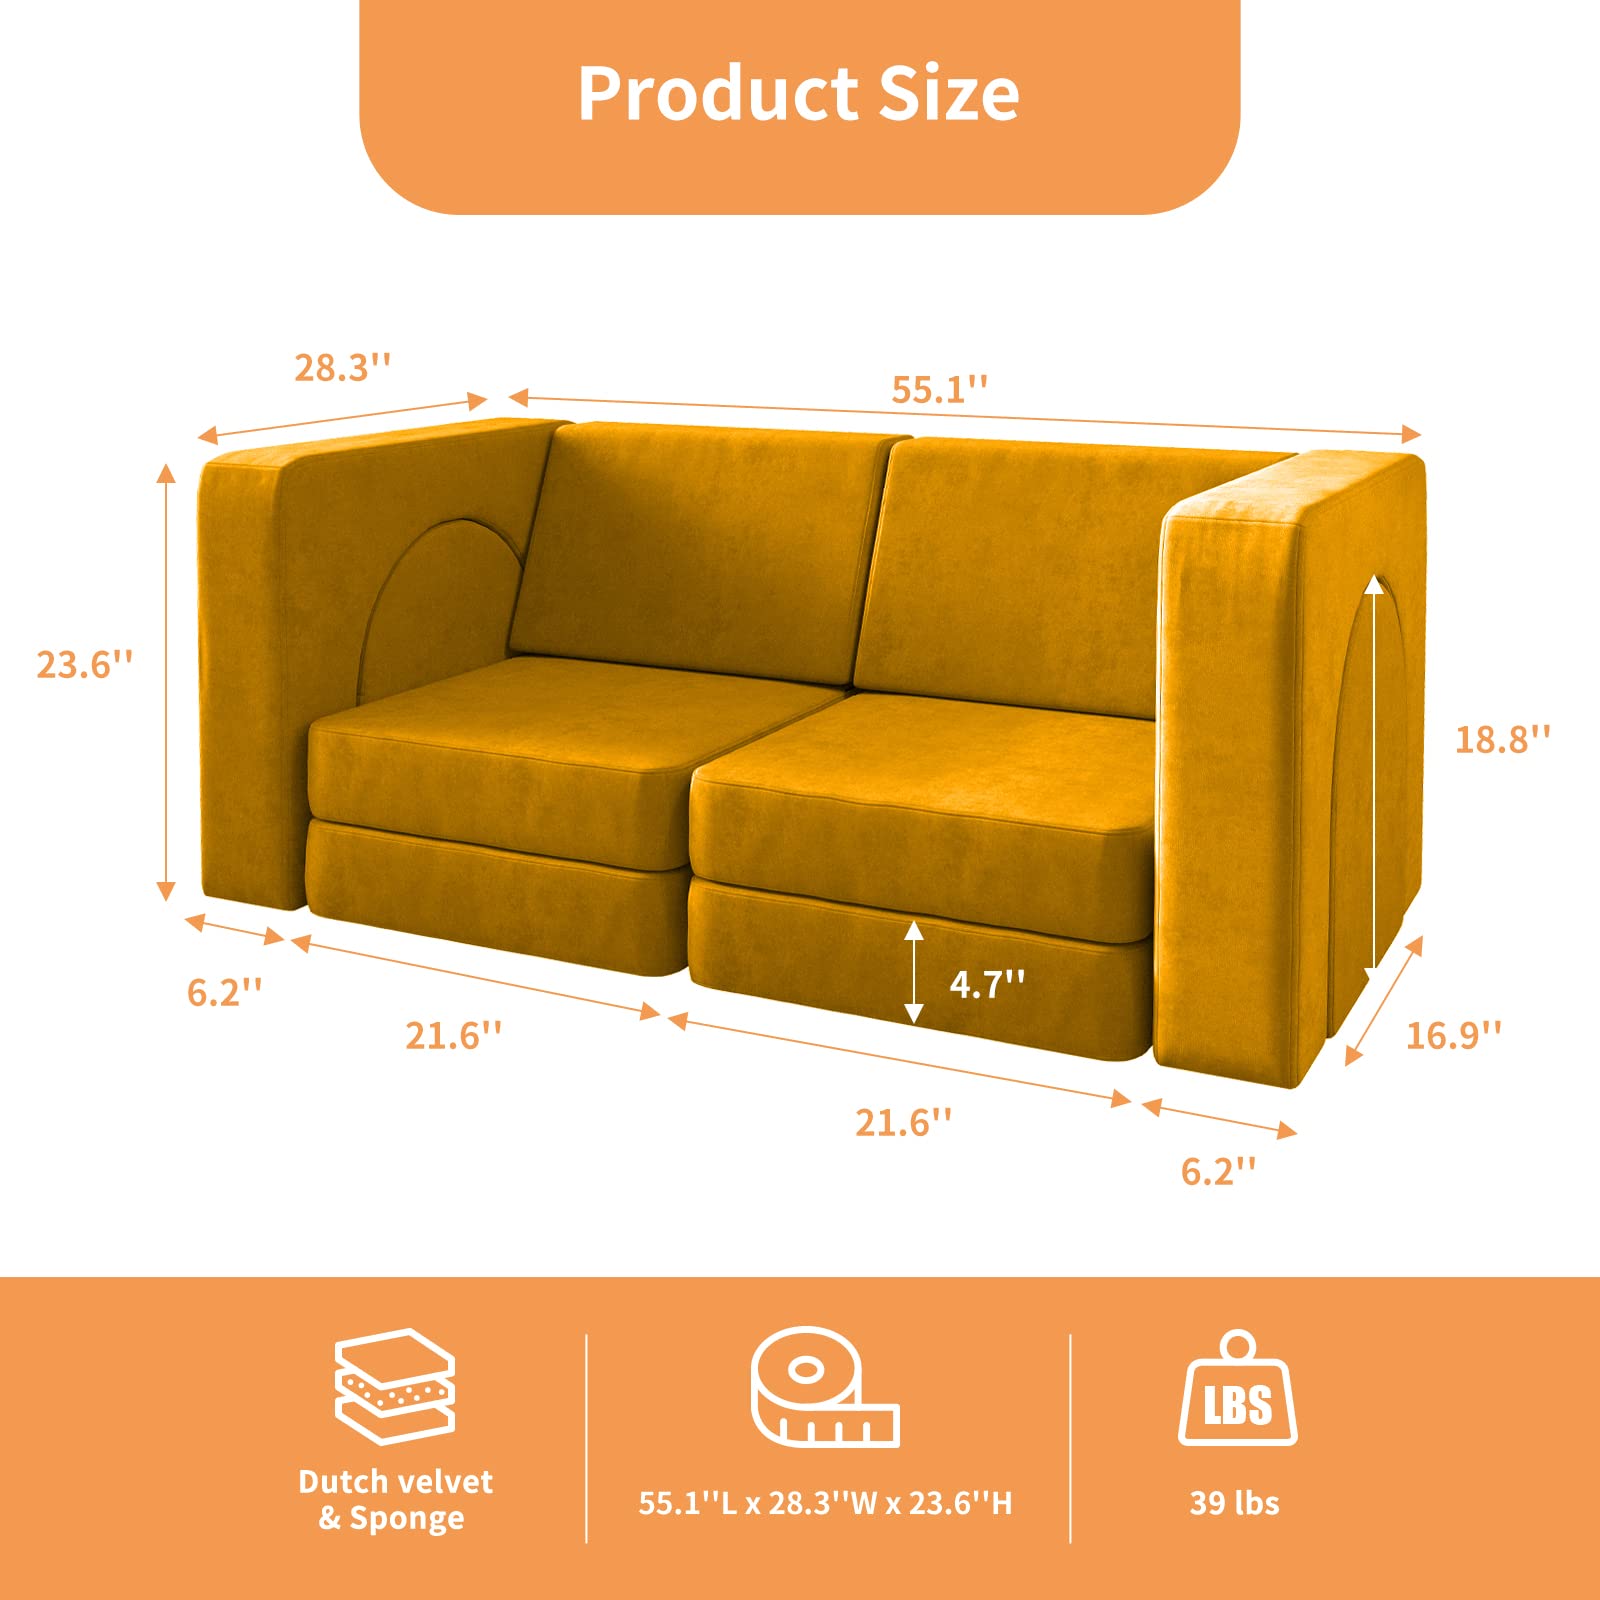 Product Size
28.3''
55.1''
23.6''
18.8''
4.7''
6.2''
21.6''
16.9''
21.6''
6.2''
LBS
Dutch velvet
& Sponge
55.1''L x 28.3''W x 23.6''H
39 lbs